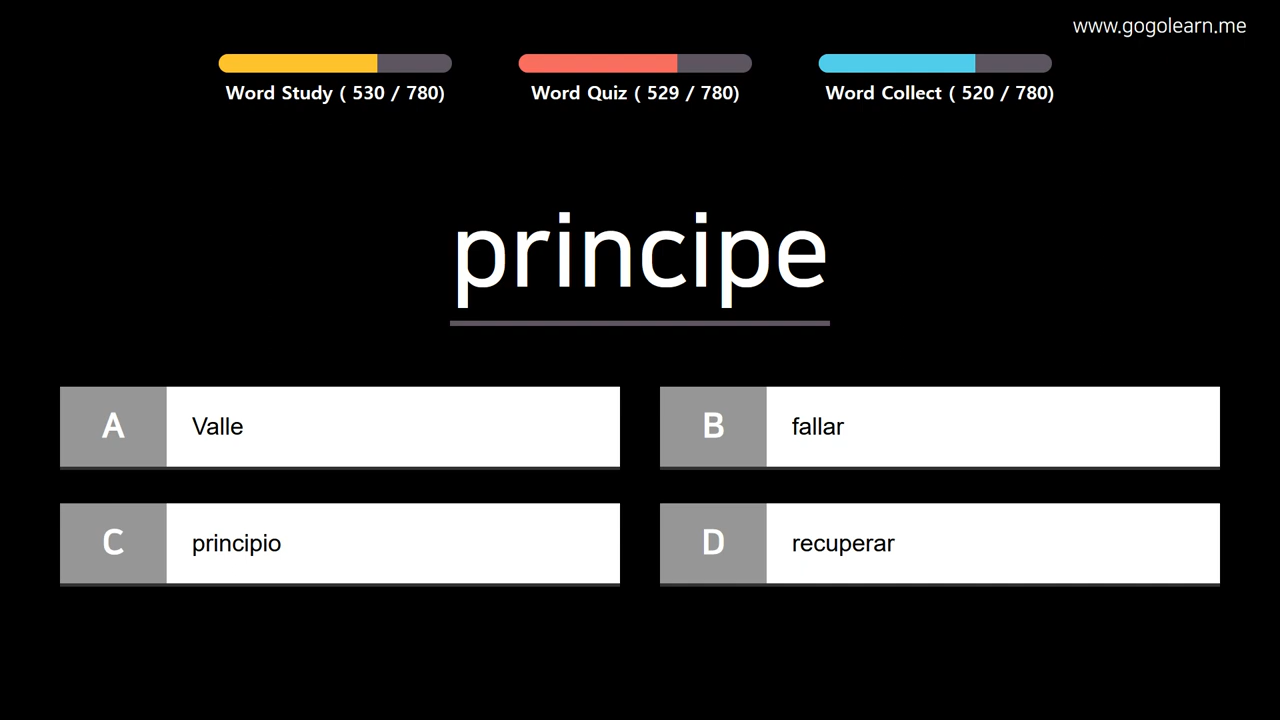 www.gogolearn.me
Word Study ( 530 / 780)
Word Quiz ( 529 / 780)
Word Collect ( 520 / 780)
principe
A Valle
B fallar
C principio
D recuperar